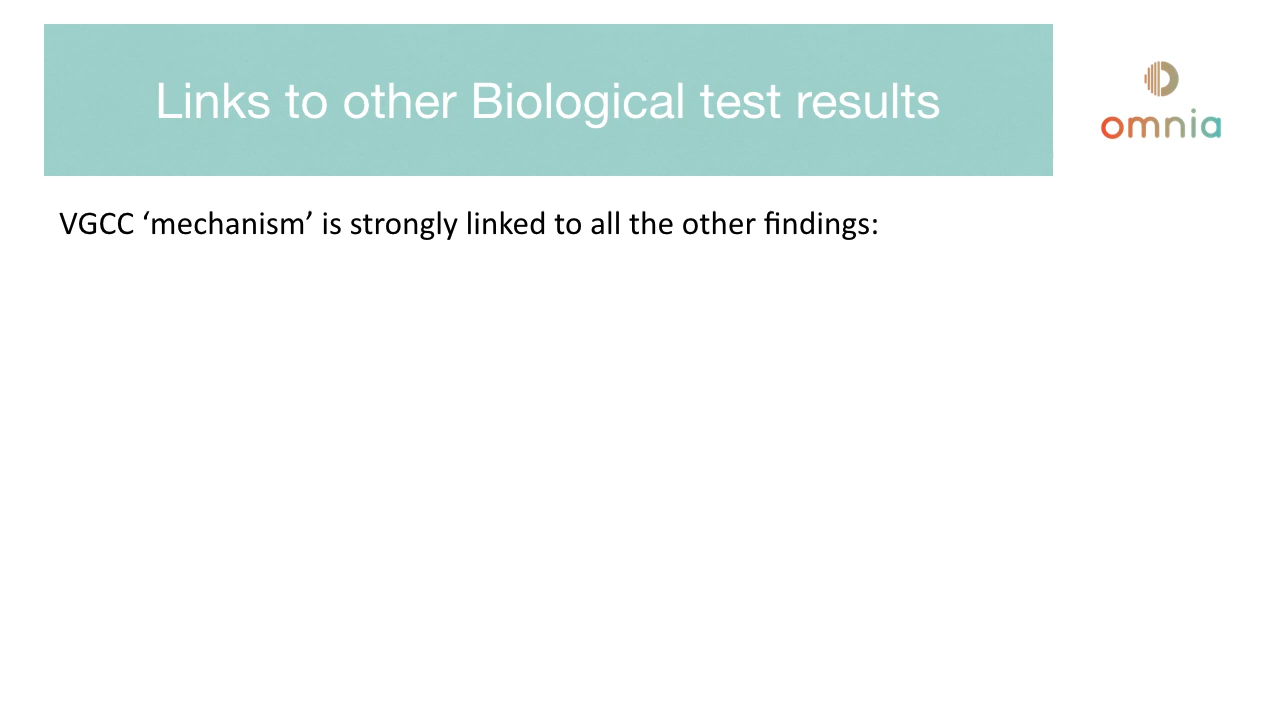 Links to other Biological test results
omnia
VGCC ‘mechanism’ is strongly linked to all the other findings: